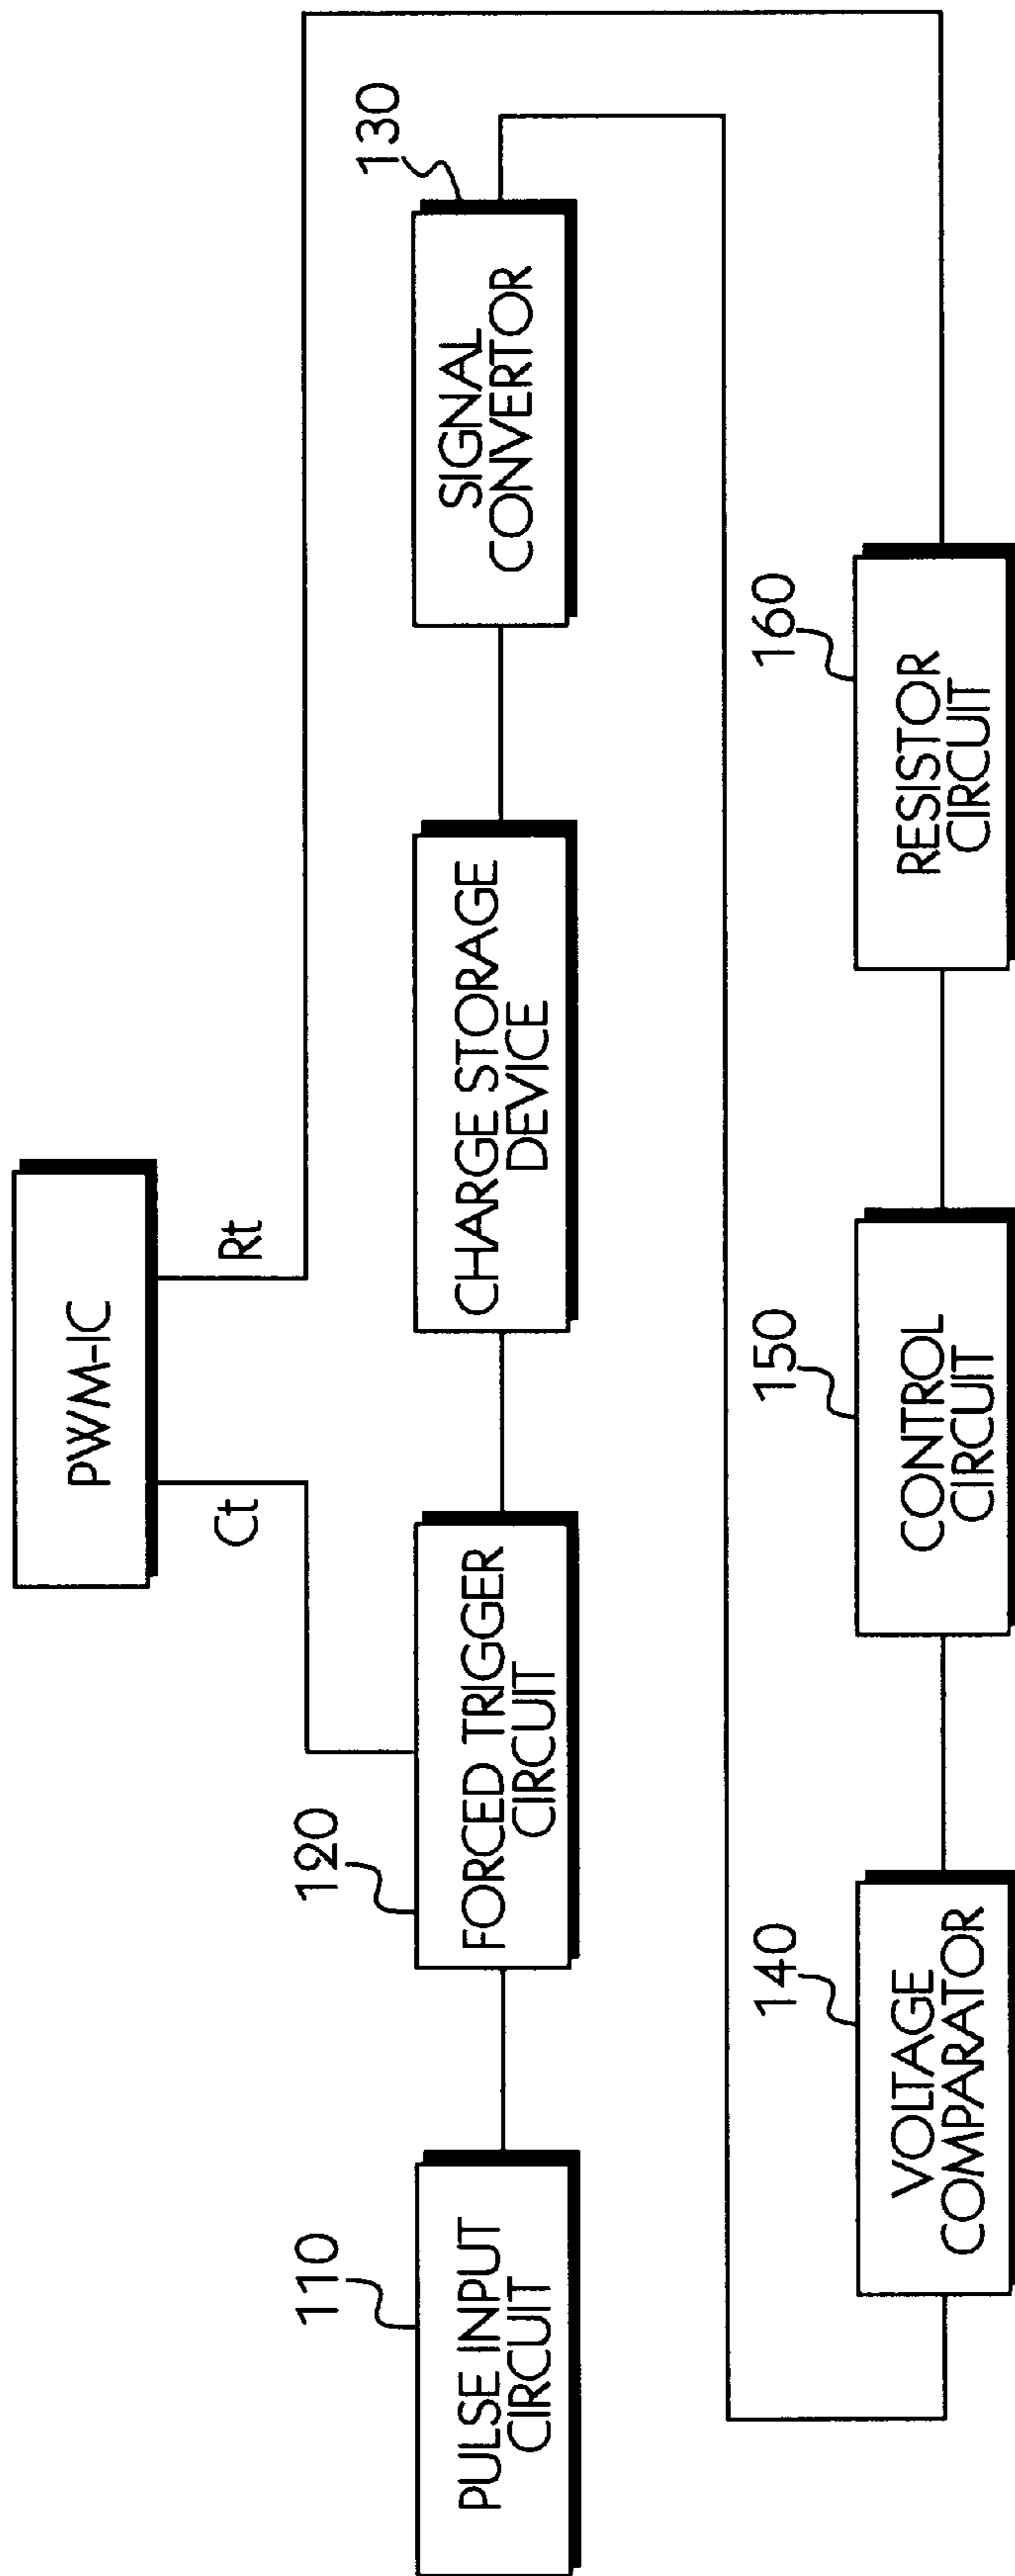 PWM-IC
Ct
Rt
110
PULSE INPUT
CIRCUIT
120
FORCED TRIGGER
CIRCUIT
CHARGE STORAGE
DEVICE
130
SIGNAL
CONVERTOR
140
VOLTAGE
COMPARATOR
150
CONTROL
CIRCUIT
160
RESISTOR
CIRCUIT